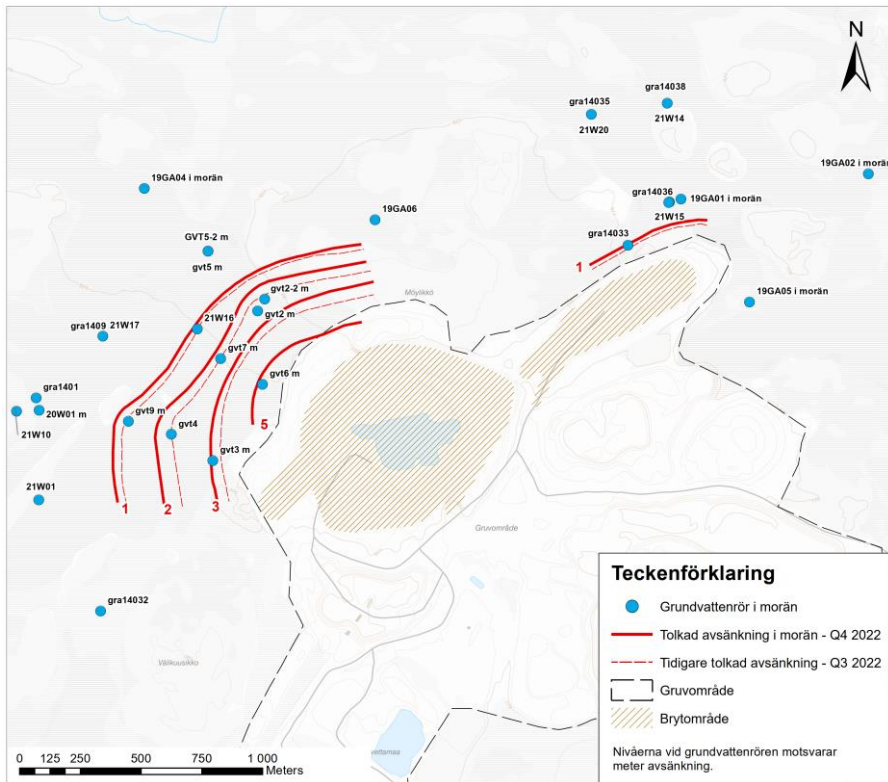 N
gra14038
gra14035
21W20
21W14
19GA02 i morän
19GA04 i morän
gra14036
19GA01 i morän
21W15
19GA06
gra14033
GVT5-2 m
gvt5 m
1
Möylikkö
19GA05 i morän
gvt2-2 m
gvt2 m
gra1409
21W17
21W16
gvt7 m
gvt6 m
gra1401
20W01 m
21W10
gvt9 m
gvt4
5
gvt3 m
21W01
1
2
3
Gruvområde
gra14032
Välikuusikko
vettamaa
Teckenförklaring
Grundvattenrör i morän
Tolkad avsänkning i morän - Q4 2022
Tidigare tolkad avsänkning - Q3 2022
Gruvområde
Brytområde
Nivåerna vid grundvattenrören motsvarar
meter avsänkning.
0 125 250 500 750 1 000
Meters